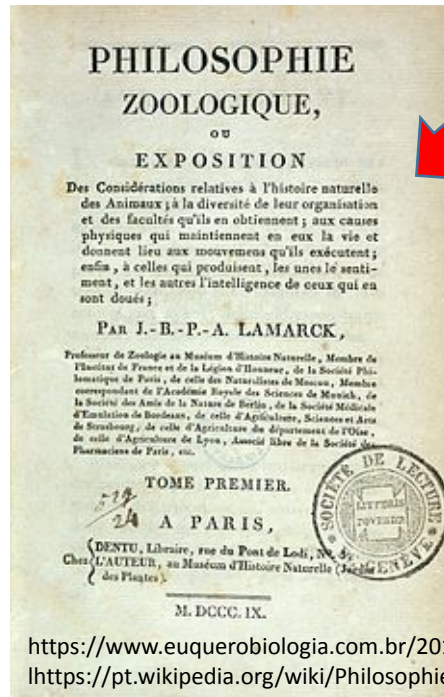 PHILOSOPHIE
ZOOLOGIQUE,
OU
EXPOSITION
Des Considérations relatives à l'histoire naturelle
des Animaux; à la diversité de leur organisation
et des facultés qu'ils en obtiennent; aux causes
physiques qui maintiennent en eux la vie et
donnent lieu aux mouvemens qu'ils exécutent;
enfin, à celles qui produisent, les unes le senti-
ment, et les autres l'intelligence de ceux qui en
sont doués;
PAR J.-B.-P.-A. LAMARCK,
Professeur de Zoologie au Muséum d'Histoire Naturelle, Membre de
l'Institut de France et de la Légion d'Honneur, de la Société Phi-
lomatique de Paris, de celle des Naturalistes de Moscou, Membre
correspondant de l'Académie Royale des Sciences de Munich, de
la Société des Amis de la Nature de Berlin, de la Société Médicale
d'Emulation de Bordeaux, de celle d'Agriculture, Sciences et Arts
de Strasbourg, de celle d'Agriculture du département de l'Oise,
de celle d'Agriculture de Lyon, Associé libre de la Société des
Pharmaciens de Paris, etc.
TOME PREMIER.
A PARIS,
Chez
DENTU, Libraire, rue du Pont de Lodi, N°.
L'AUTEUR, au Muséum d'Histoire Naturelle (Jardin
des Plantes).
SOCIÉTÉ DE LECTURE
GENÈVE
M. DCCC. IX.
https://www.euquerobiologia.com.br/201
lhttps://pt.wikipedia.org/wiki/Philosophie